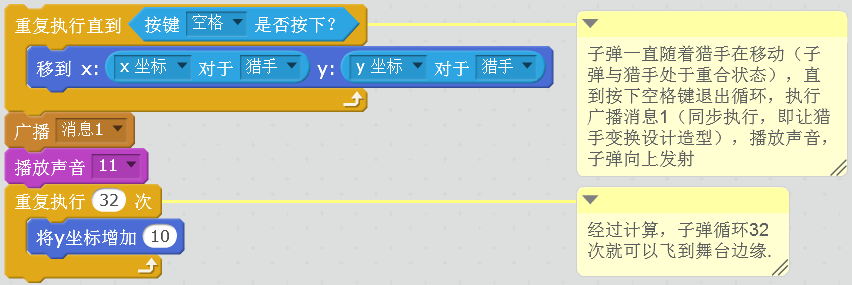 重复执行直到 按键 空格 是否按下？
移到 x: x 坐标 对于 猎手 y: y 坐标 对于 猎手
广播 消息1
播放声音 11
重复执行 32 次
将y坐标增加 10
子弹一直随着猎手在移动（子
弹与猎手处于重合状态），直
到按下空格键退出循环，执行
广播消息1（同步执行，即让猎
手变换设计造型），播放声音，
子弹向上发射
经过计算，子弹循环32
次就可以飞到舞台边缘.